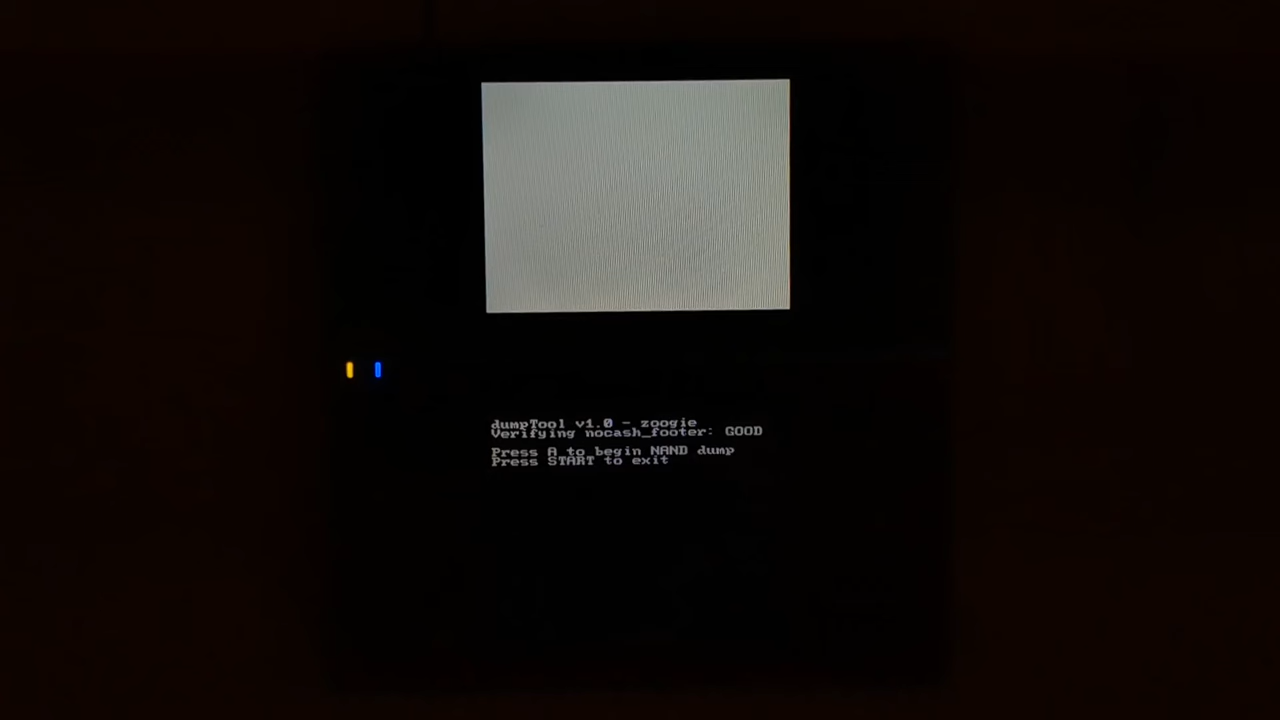 dumpTool v1.0 - zoogie
Verifying nocash_footer: GOOD
Press A to begin NAND dump
Press START to exit